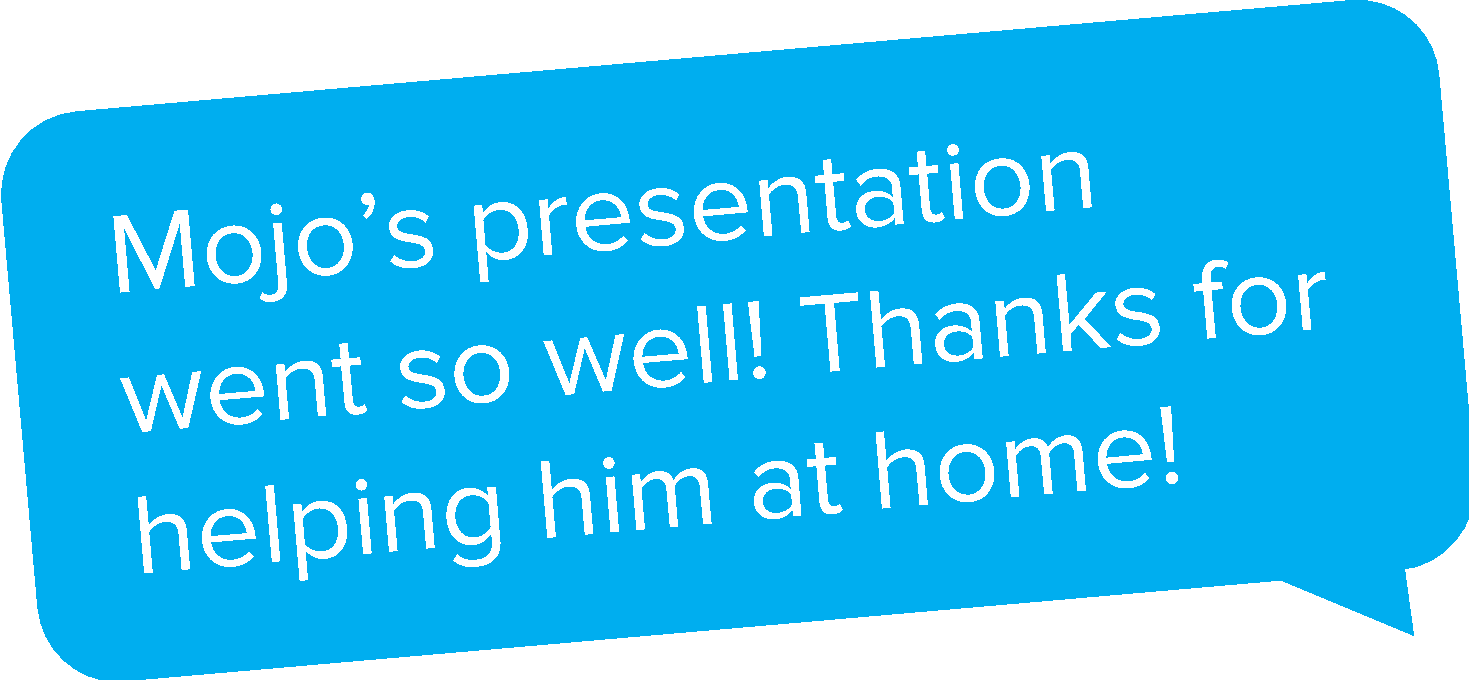 Mojo’s presentation
went so well! Thanks for
helping him at home!